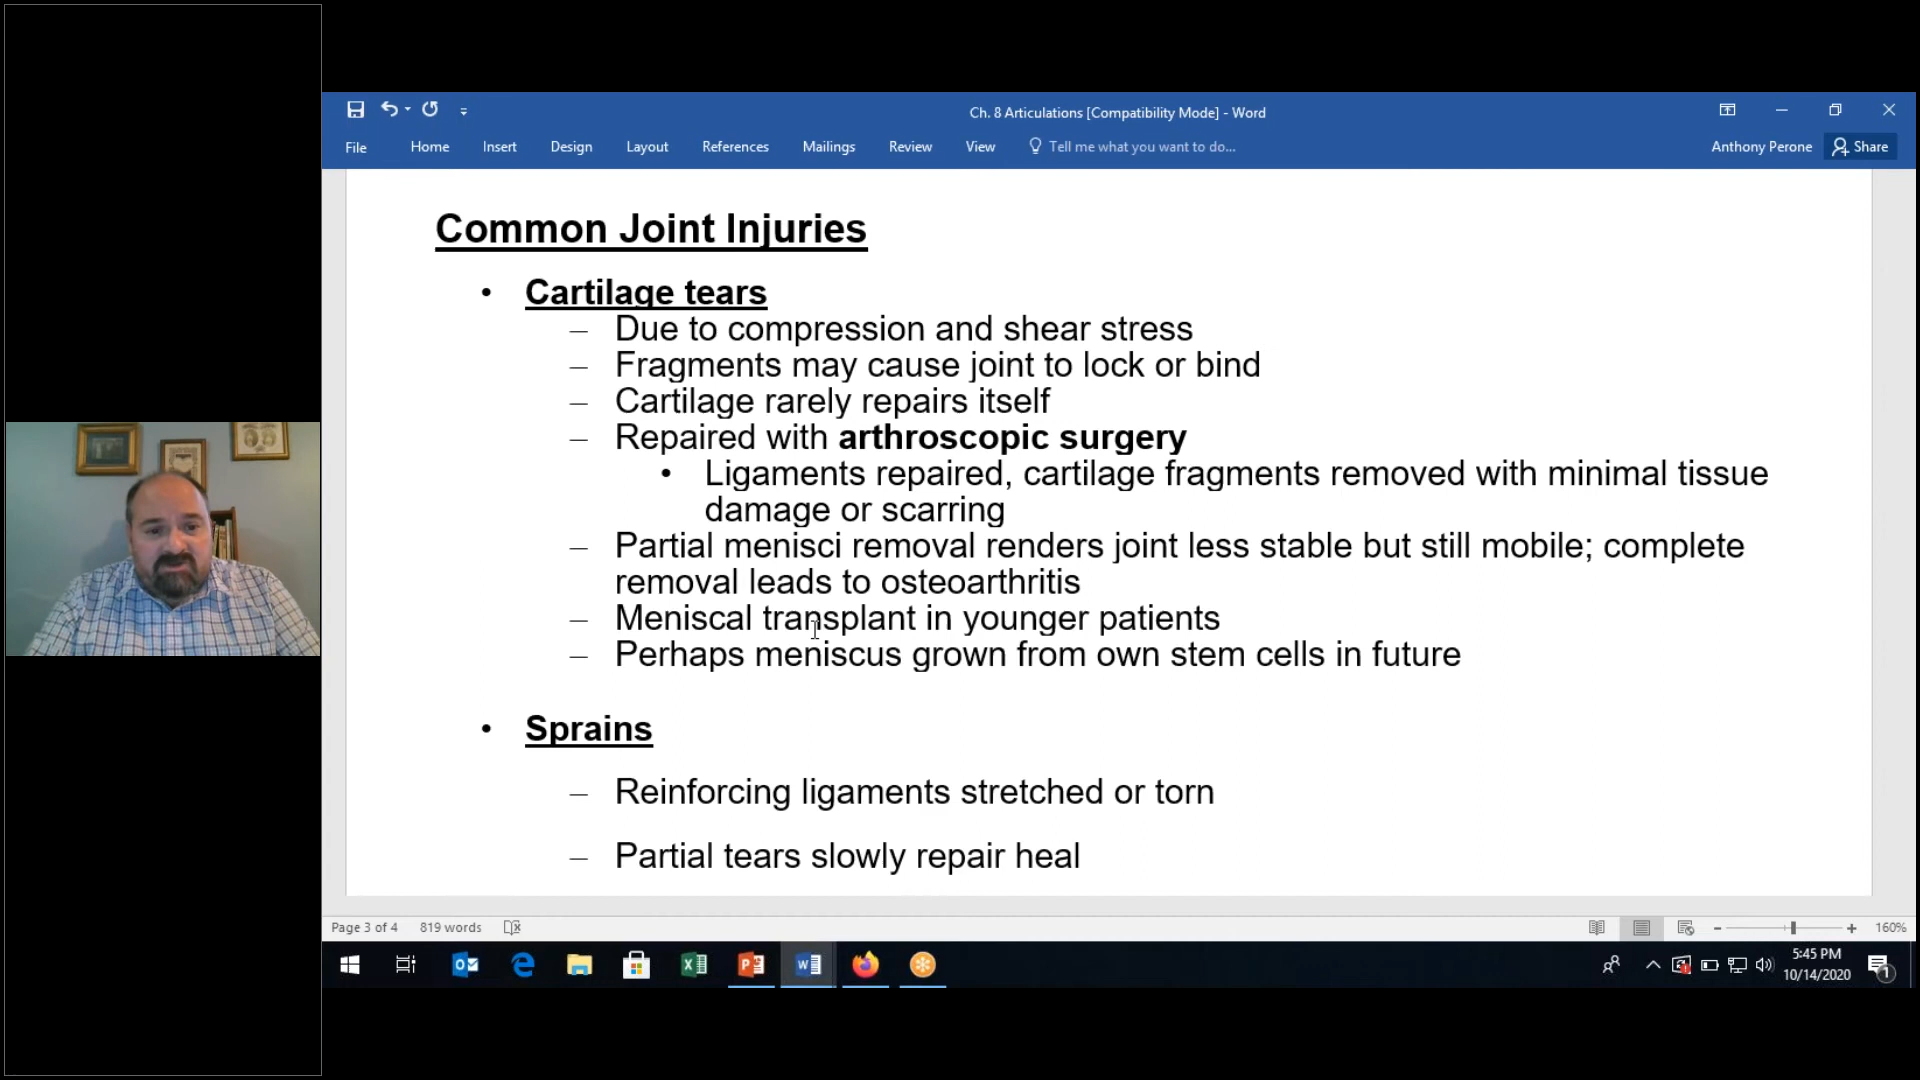 Ch. 8 Articulations [Compatibility Mode] - Word
File Home Insert Design Layout References Mailings Review View Tell me what you want to do... Anthony Perone Share
Common Joint Injuries
• Cartilage tears
– Due to compression and shear stress
– Fragments may cause joint to lock or bind
– Cartilage rarely repairs itself
– Repaired with arthroscopic surgery
• Ligaments repaired, cartilage fragments removed with minimal tissue
damage or scarring
– Partial menisci removal renders joint less stable but still mobile; complete
removal leads to osteoarthritis
– Meniscal transplant in younger patients
– Perhaps meniscus grown from own stem cells in future
• Sprains
– Reinforcing ligaments stretched or torn
– Partial tears slowly repair heal
Page 3 of 4 819 words 160%
5:45 PM
10/14/2020
1